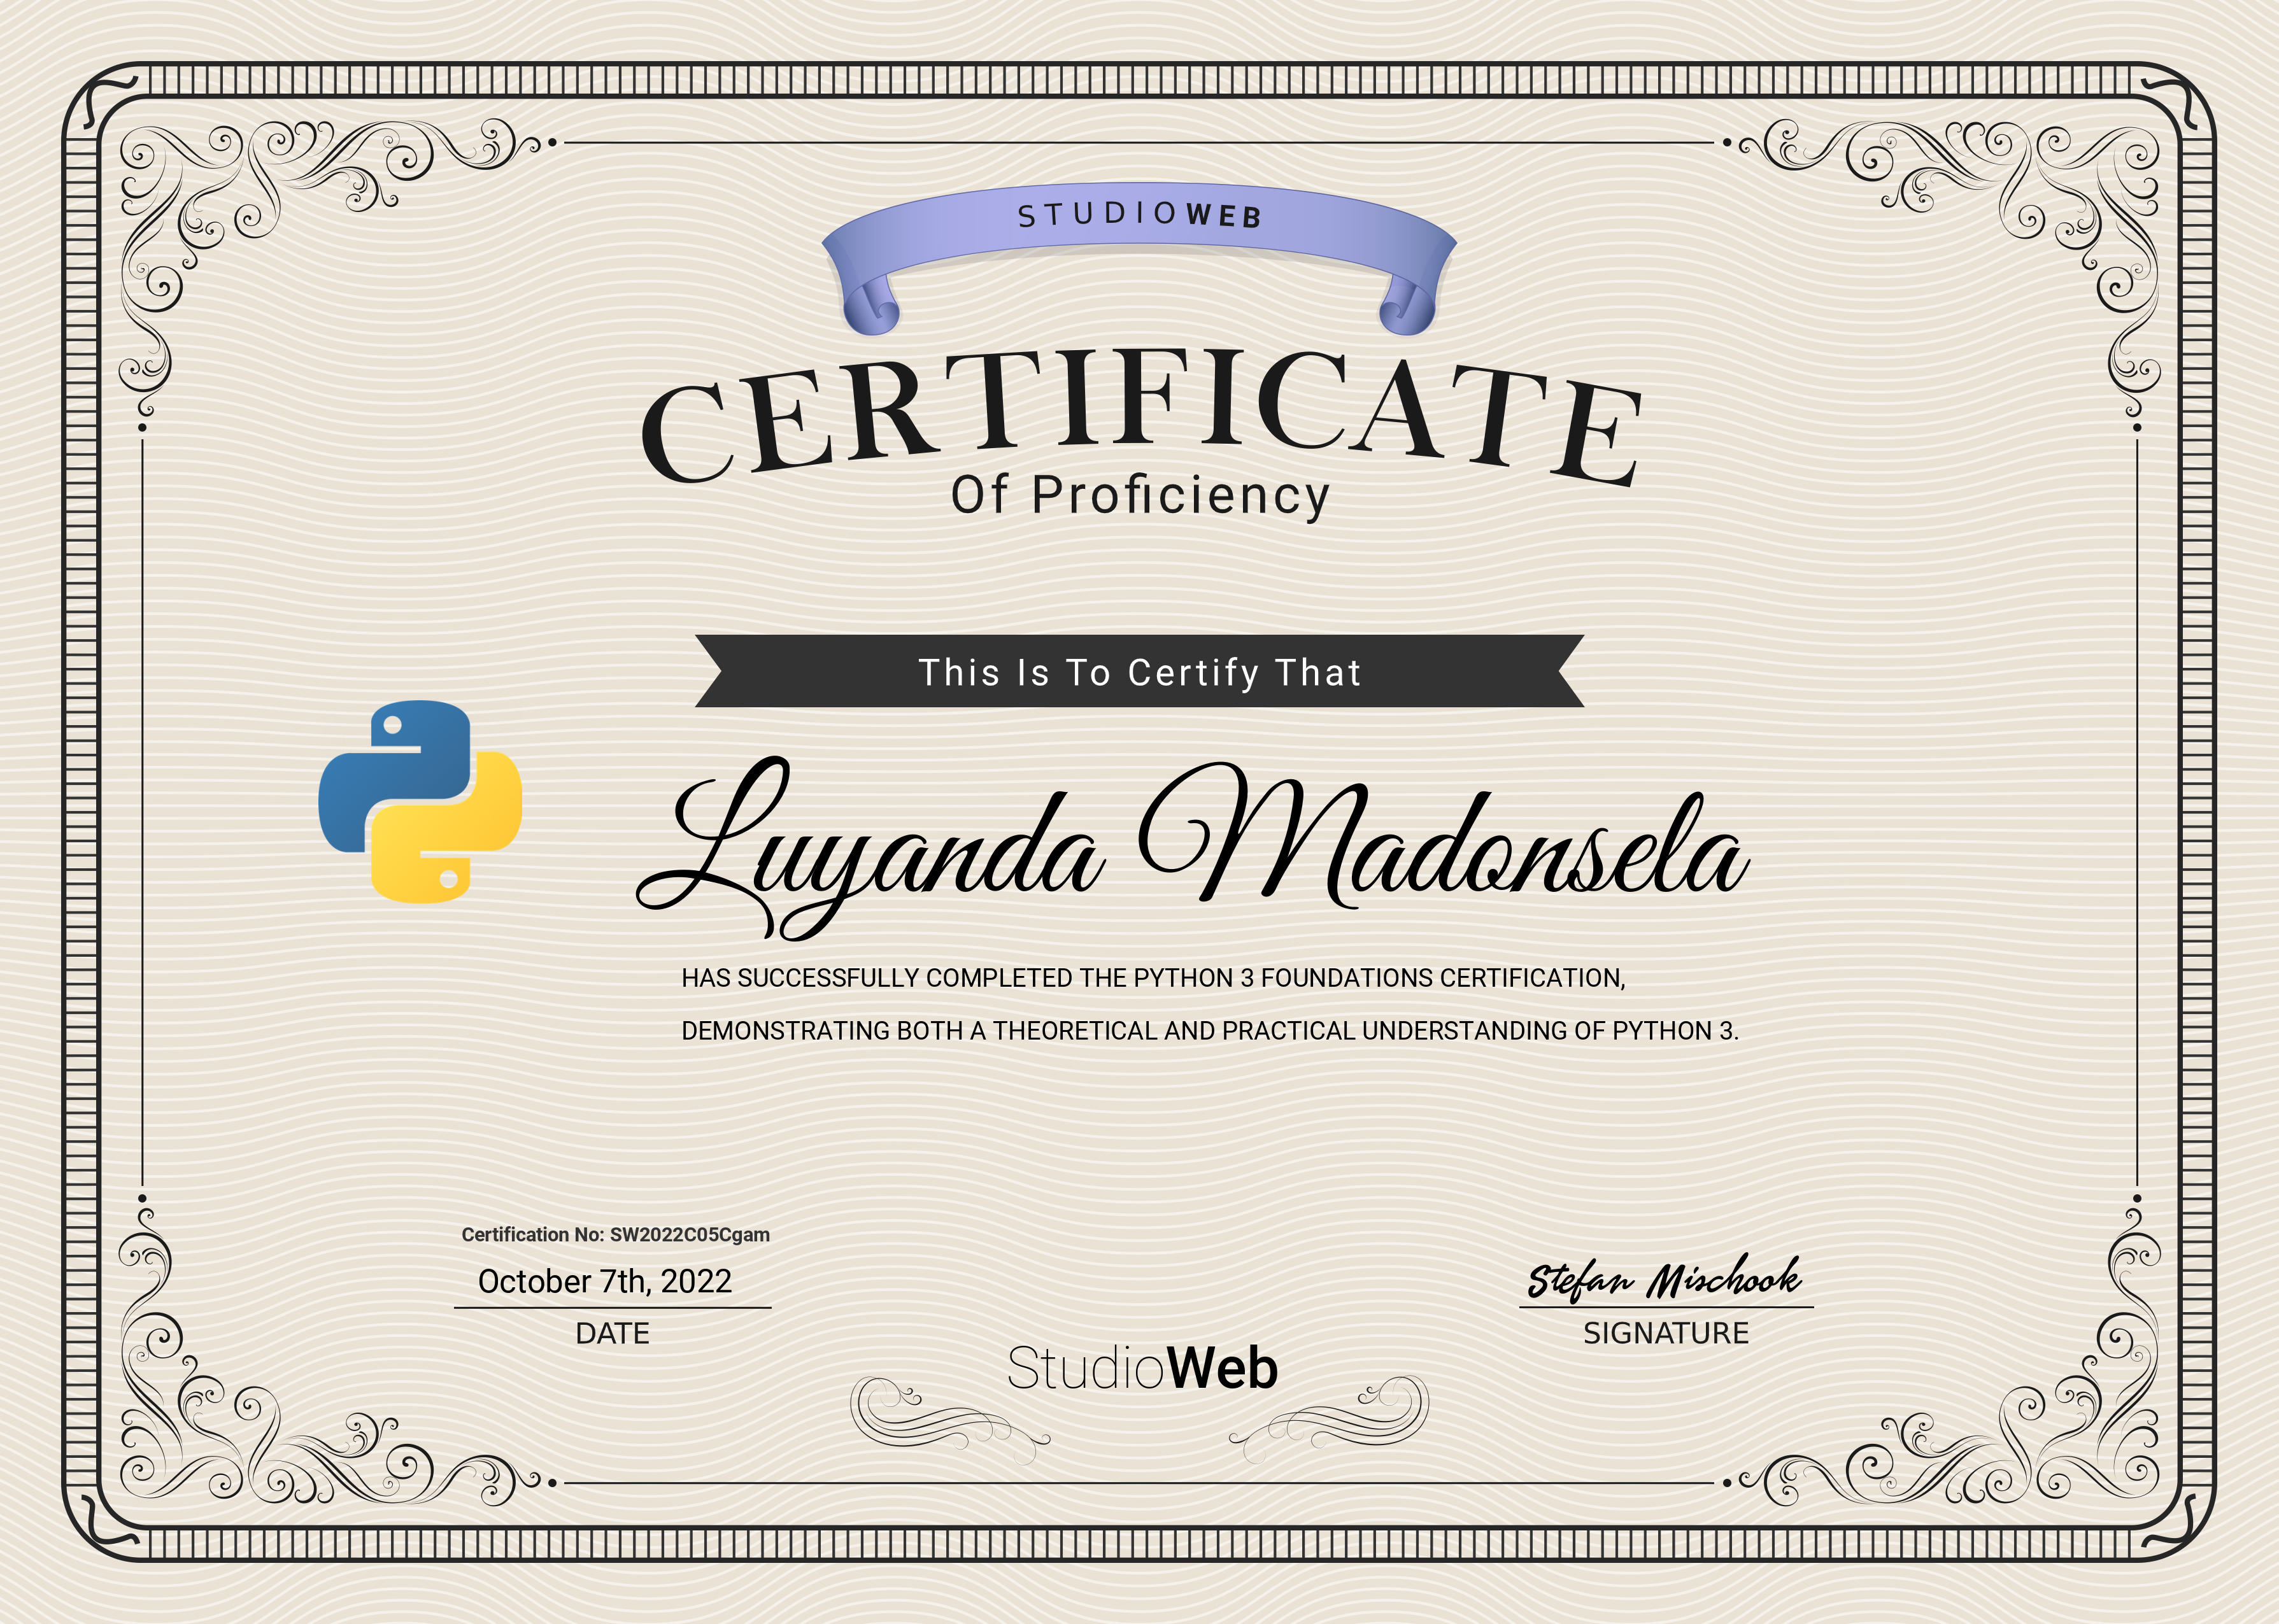 STUDIOWEB
CERTIFICATE
Of Proficiency
This Is To Certify That
Luyanda Madonsela
HAS SUCCESSFULLY COMPLETED THE PYTHON 3 FOUNDATIONS CERTIFICATION,
DEMONSTRATING BOTH A THEORETICAL AND PRACTICAL UNDERSTANDING OF PYTHON 3.
Certification No: SW2022C05Cgam
October 7th, 2022
DATE
Stefan Mischook
SIGNATURE
StudioWeb